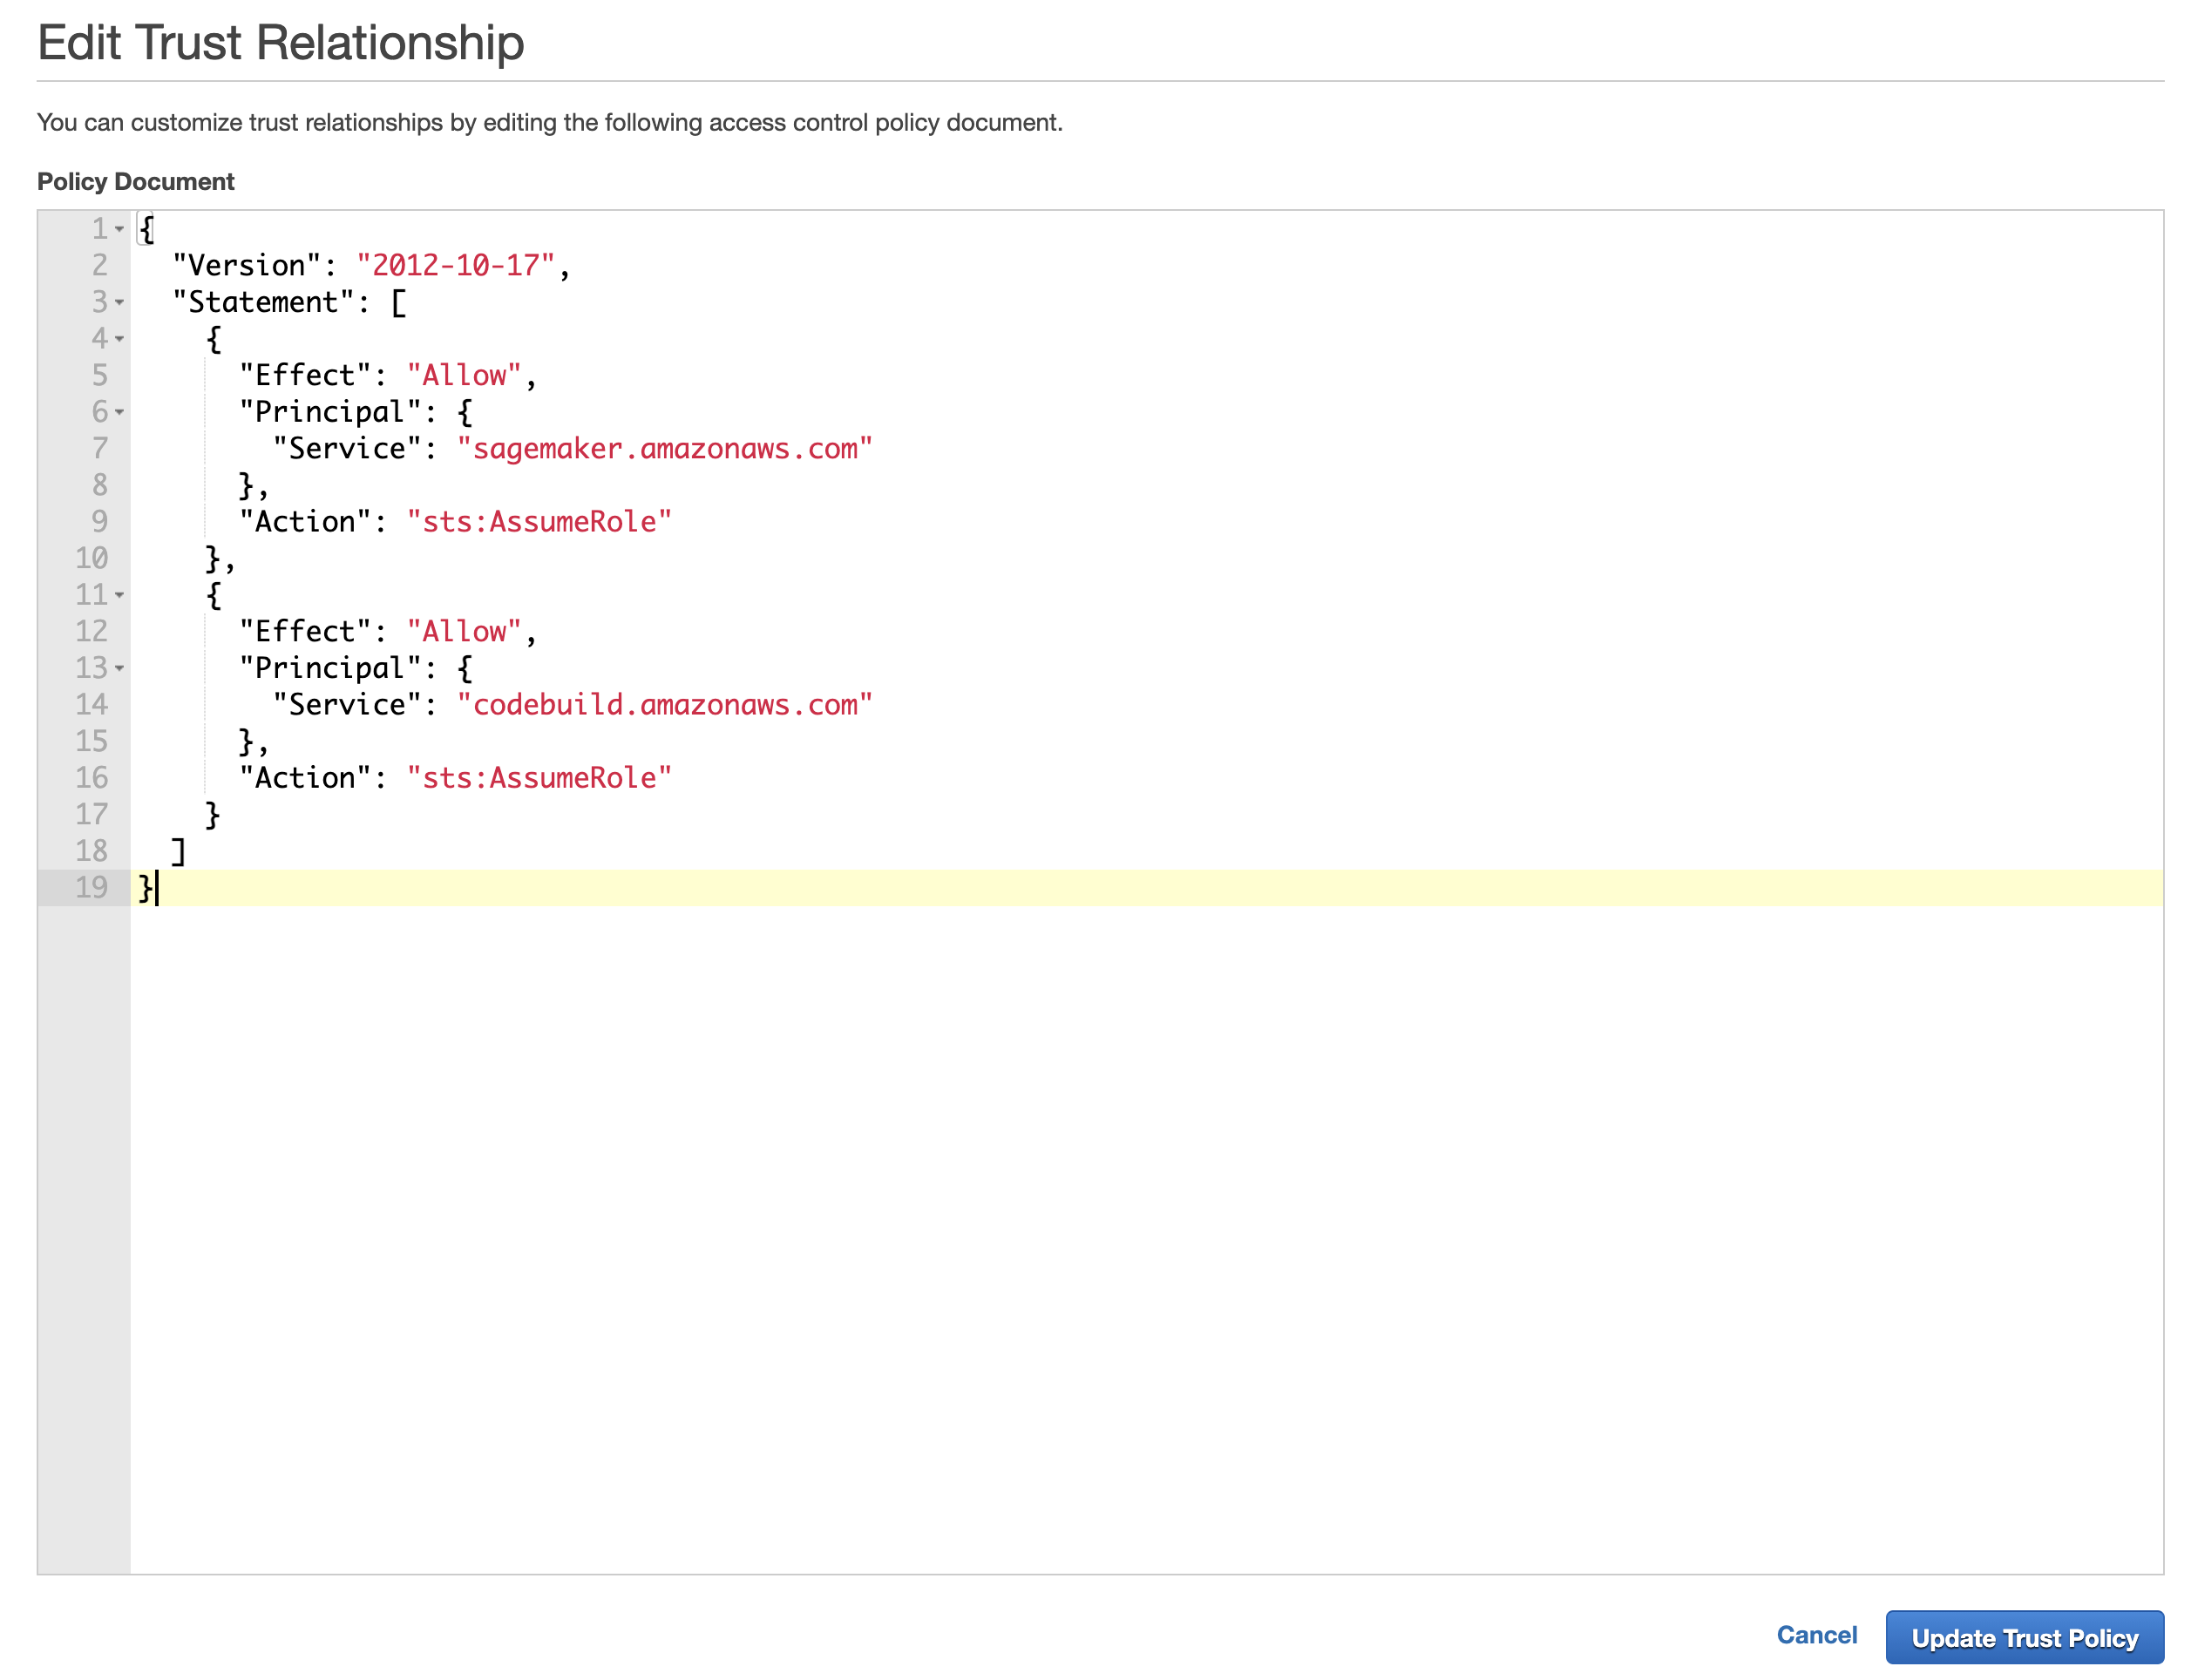 Edit Trust Relationship
You can customize trust relationships by editing the following access control policy document.
Policy Document
1 {
2   "Version": "2012-10-17",
3   "Statement": [
4     {
5       "Effect": "Allow",
6       "Principal": {
7         "Service": "sagemaker.amazonaws.com"
8       },
9       "Action": "sts:AssumeRole"
10     },
11     {
12       "Effect": "Allow",
13       "Principal": {
14         "Service": "codebuild.amazonaws.com"
15       },
16       "Action": "sts:AssumeRole"
17     }
18   ]
19 }
Cancel Update Trust Policy